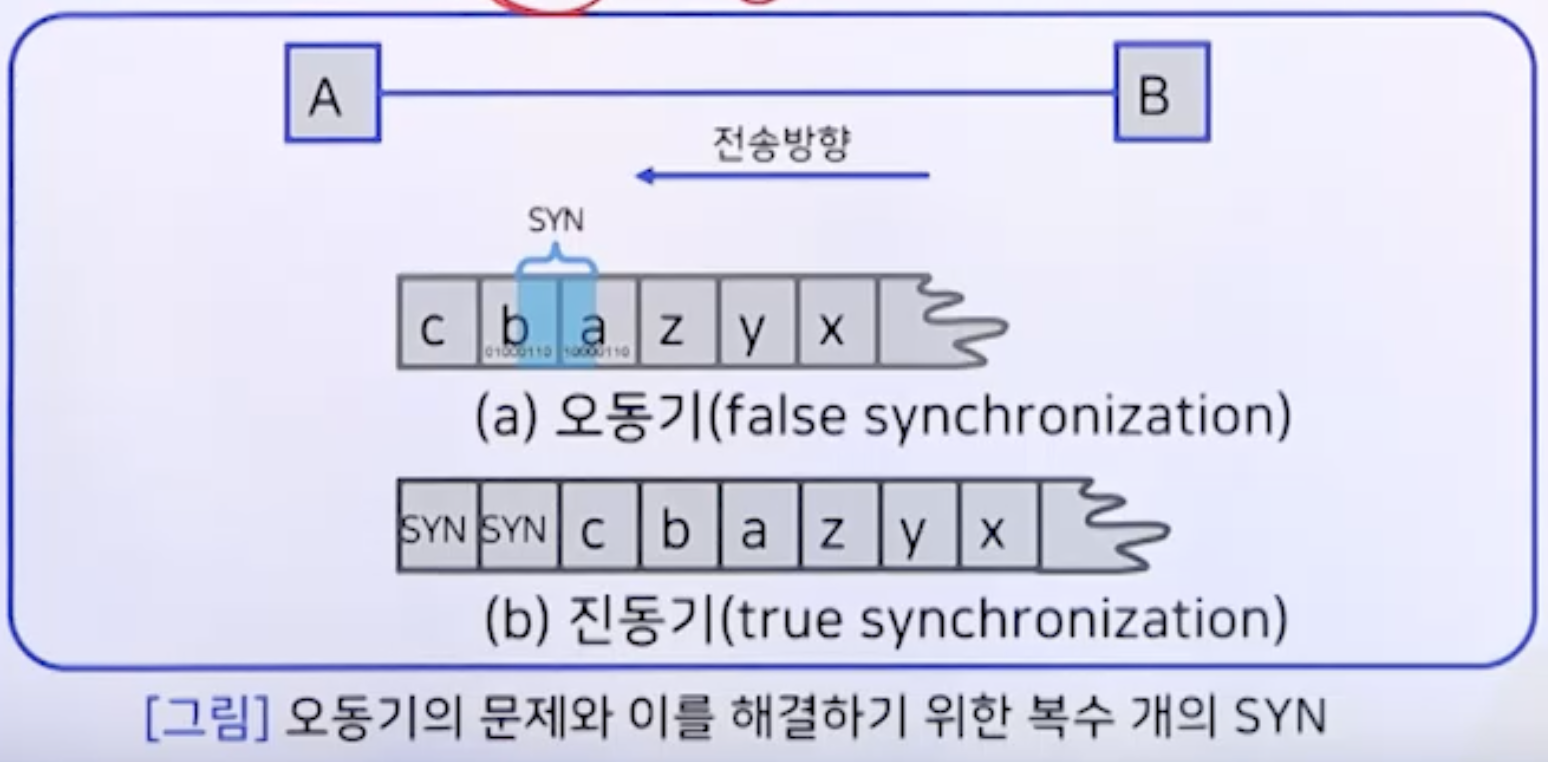 A B
전송방향
SYN
c b a z y x
01000110 10000110
(a) 오동기(false synchronization)
SYN SYN c b a z y x
(b) 진동기(true synchronization)
[그림] 오동기의 문제와 이를 해결하기 위한 복수 개의 SYN